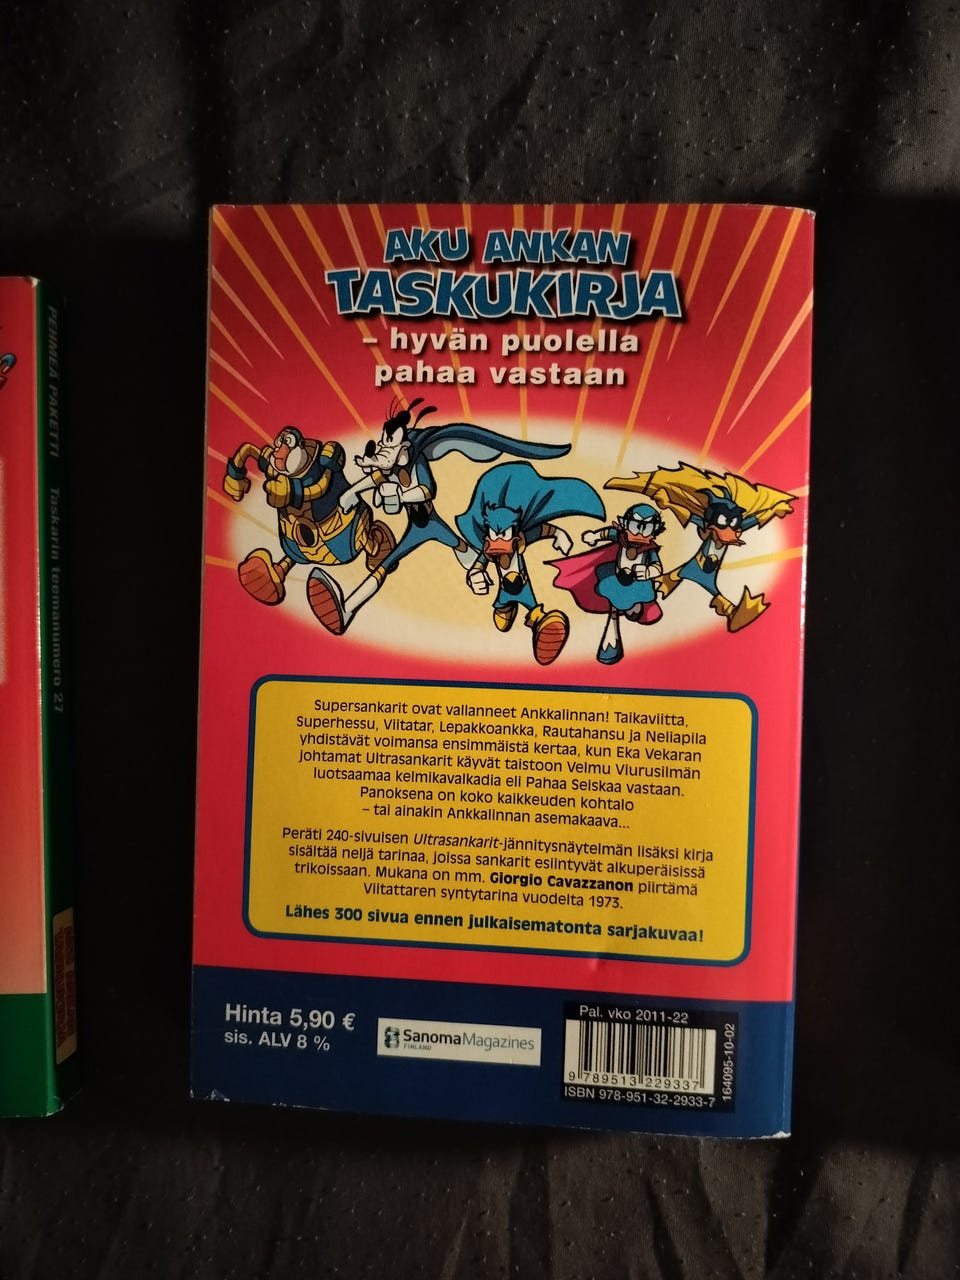 AKU ANKAN
TASKUKIRJA
– hyvän puolella
pahaa vastaan
Supersankarit ovat vallanneet Ankkalinnan! Taikaviitta,
Superhessu, Viitatar, Lepakkoankka, Rautahansu ja Neliapila
yhdistävät voimansa ensimmäistä kertaa, kun Eka Vekaran
johtamat Ultrasankarit käyvät taistoon Velmu Viurusilmän
luotsaamaa kelmikavalkadia eli Pahaa Seiskaa vastaan.
Panoksena on koko kaikkeuden kohtalo
– tai ainakin Ankkalinnan asemakaava...
Peräti 240-sivuisen Ultrasankarit-jännitysnäytelmän lisäksi kirja
sisältää neljä tarinaa, joissa sankarit esiintyvät alkuperäisissä
trikoissaan. Mukana on mm. Giorgio Cavazzanon piirtämä
Viitattaren syntytarina vuodelta 1973.
Lähes 300 sivua ennen julkaisematonta sarjakuvaa!
Hinta 5,90 €
sis. ALV 8 %
SanomaMagazines
FINLAND
Pal. vko 2011-22
9 789513 229337
ISBN 978-951-32-2933-7
164095-10-02
PEHMEÄ PAKETTI Taskarin teemanumero 27